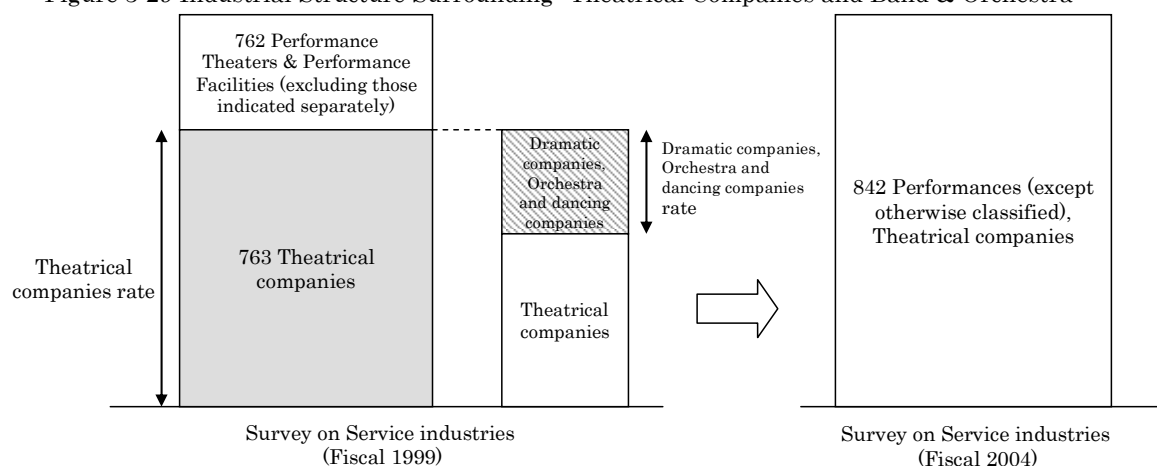 Figure 3-29 Industrial Structure Surrounding "Theatrical Companies and Band & Orchestra"
762 Performance
Theaters & Performance
Facilities (excluding those
indicated separately)
Theatrical
companies rate
763 Theatrical
companies
Dramatic
companies,
Orchestra
and dancing
companies
Theatrical
companies
Dramatic companies,
Orchestra and
dancing companies
rate
Survey on Service industries
(Fiscal 1999)
842 Performances (except
otherwise classified),
Theatrical companies
Survey on Service industries
(Fiscal 2004)